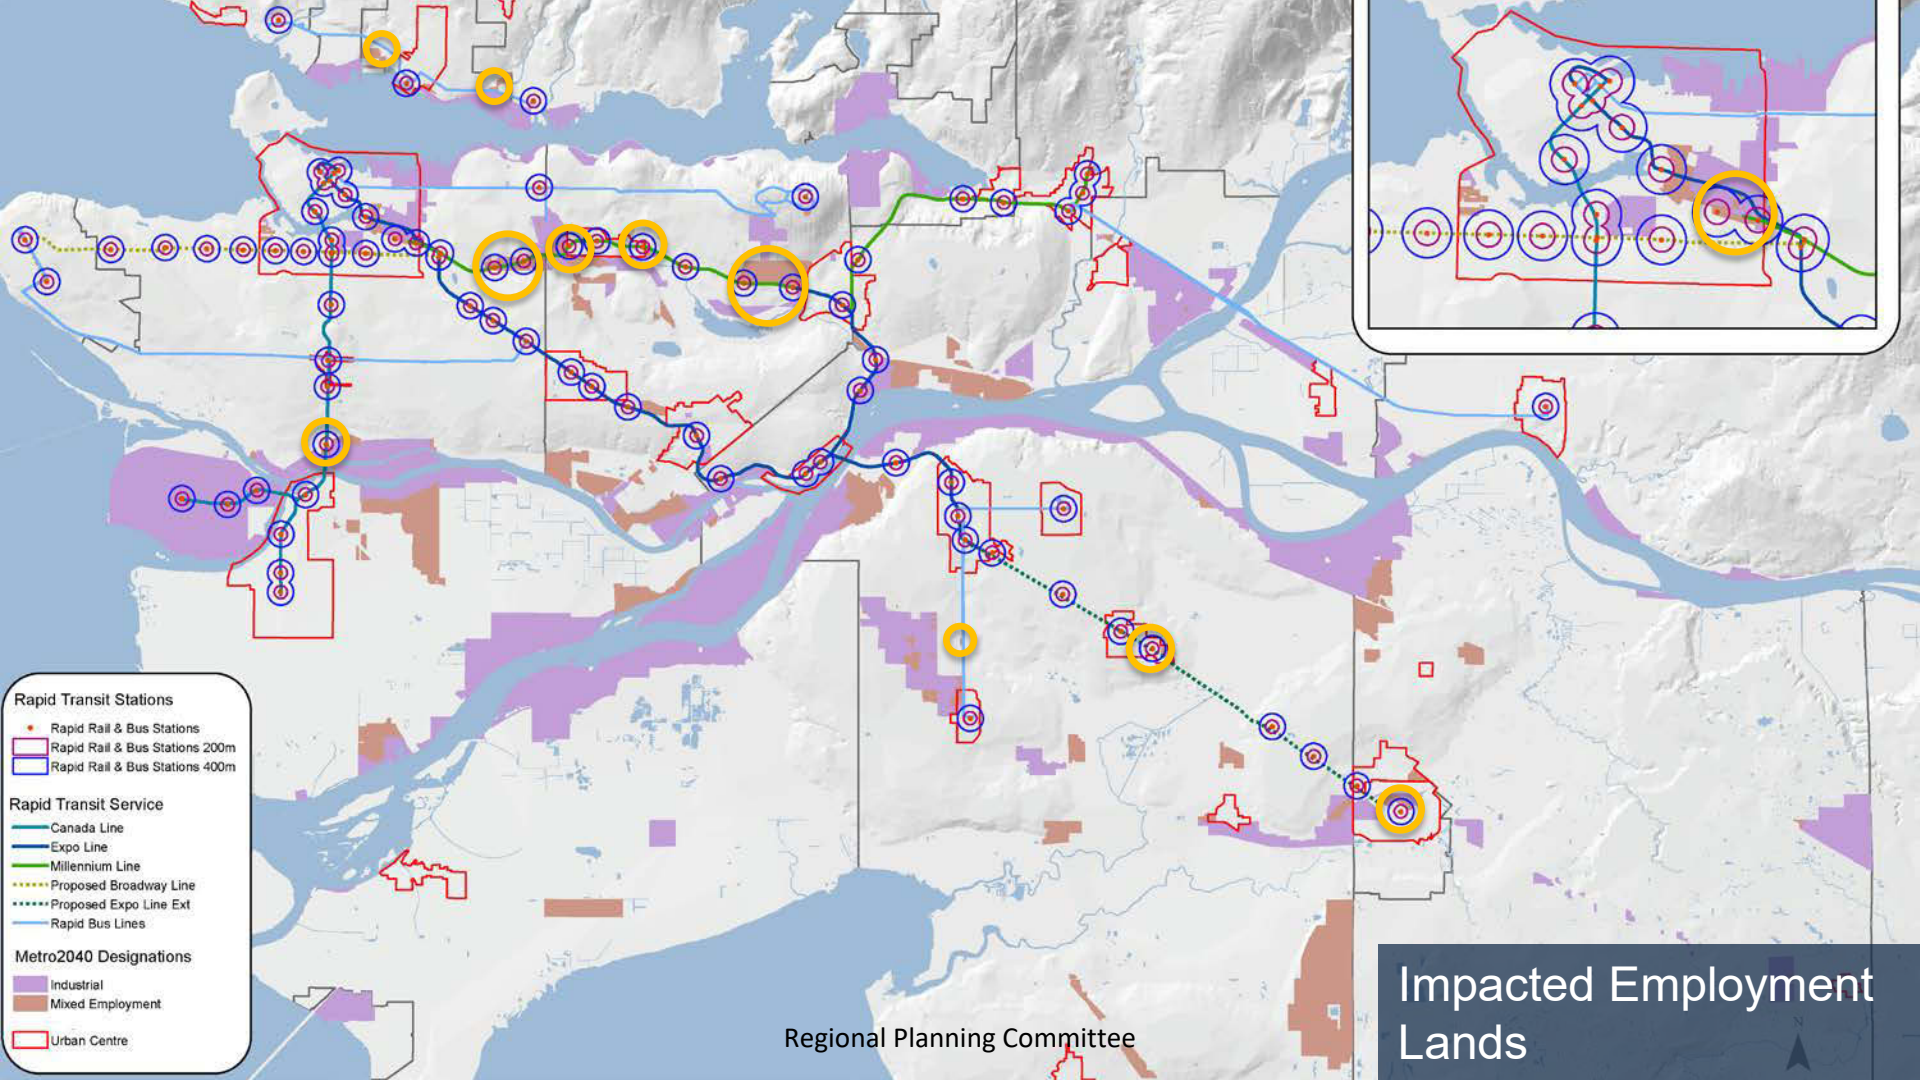 Rapid Transit Stations
Rapid Rail & Bus Stations
Rapid Rail & Bus Stations 200m
Rapid Rail & Bus Stations 400m
Rapid Transit Service
Canada Line
Expo Line
Millennium Line
Proposed Broadway Line
Proposed Expo Line Ext
Rapid Bus Lines
Metro2040 Designations
Industrial
Mixed Employment
Urban Centre
Regional Planning Committee
Impacted Employment
Lands
N